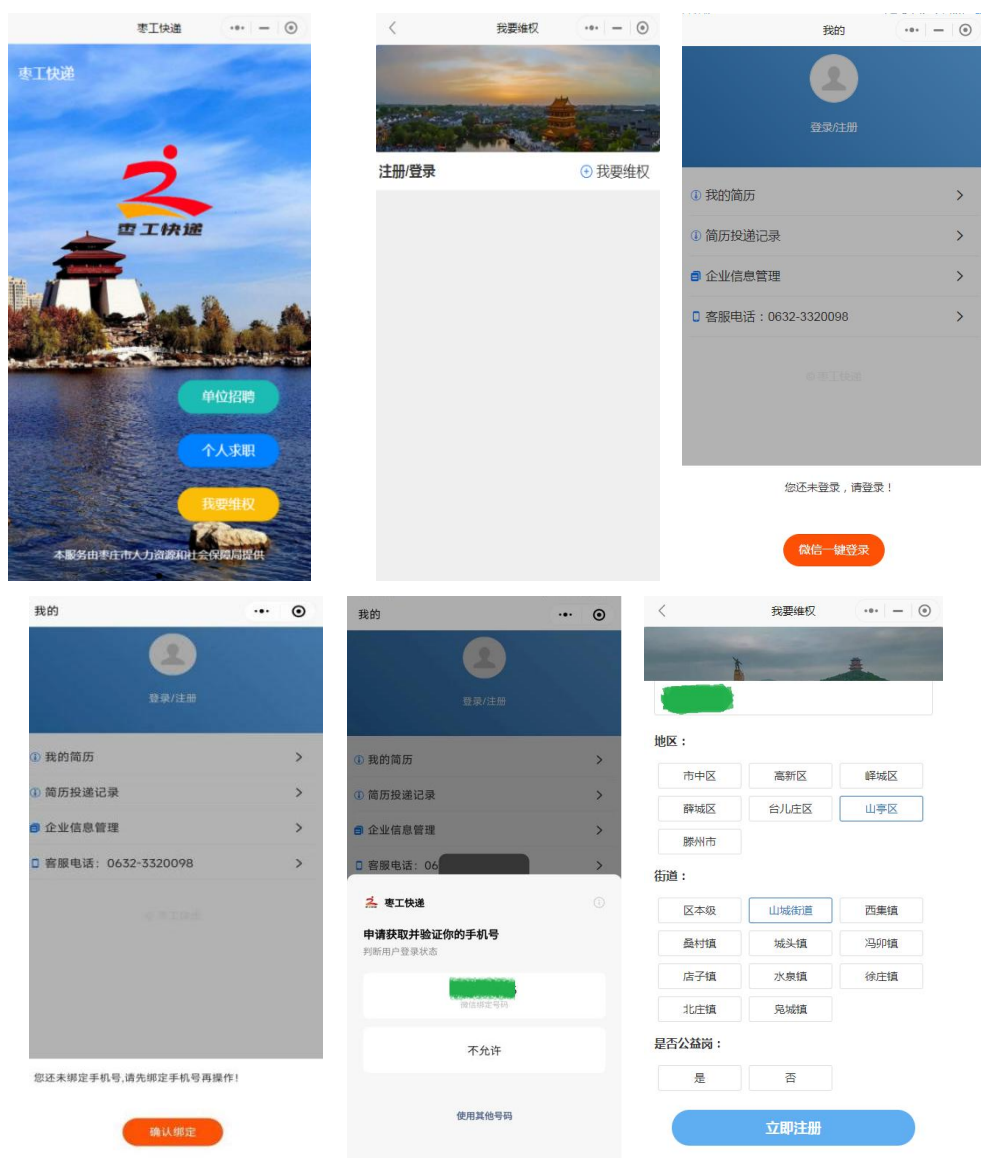 枣工快递
枣工快递
枣工快递
单位招聘
个人求职
我要维权
本服务由枣庄市人力资源和社会保障局提供
我要维权
注册/登录
我要维权
我的
登录/注册
我的简历
简历投递记录
企业信息管理
客服电话：0632-3320098
@枣工快递
您还未登录，请登录！
微信一键登录
我的
登录/注册
我的简历
简历投递记录
企业信息管理
客服电话：0632-3320098
@枣工快递
您还未绑定手机号,请先绑定手机号再操作!
确认绑定
我的
登录/注册
我的简历
简历投递记录
企业信息管理
客服电话：06
枣工快递
申请获取并验证你的手机号
判断用户登录状态
微信绑定号码
不允许
使用其他号码
我要维权
地区：
市中区 高新区 峄城区
薛城区 台儿庄区 山亭区
滕州市
街道：
区本级 山城街道 西集镇
桑村镇 城头镇 冯卯镇
店子镇 水泉镇 徐庄镇
北庄镇 凫城镇
是否公益岗：
是 否
立即注册